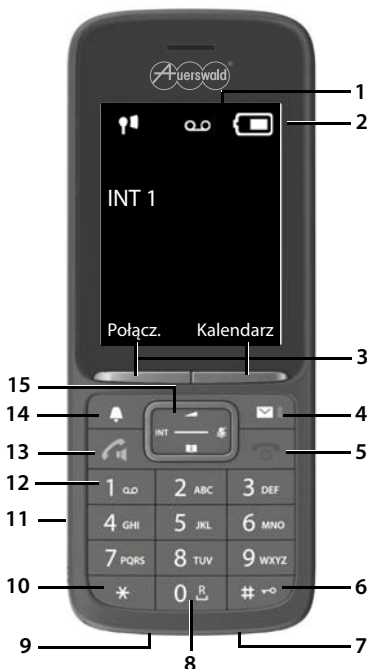 Auerswald
1
2
INT 1
Połącz. Kalendarz
3
15
14
4
INT
13
5
12
1 2 ABC 3 DEF
11
4 GHI 5 JKL 6 MNO
7 PQRS 8 TUV 9 WXYZ
10
* 0 R #
6
9
8
7